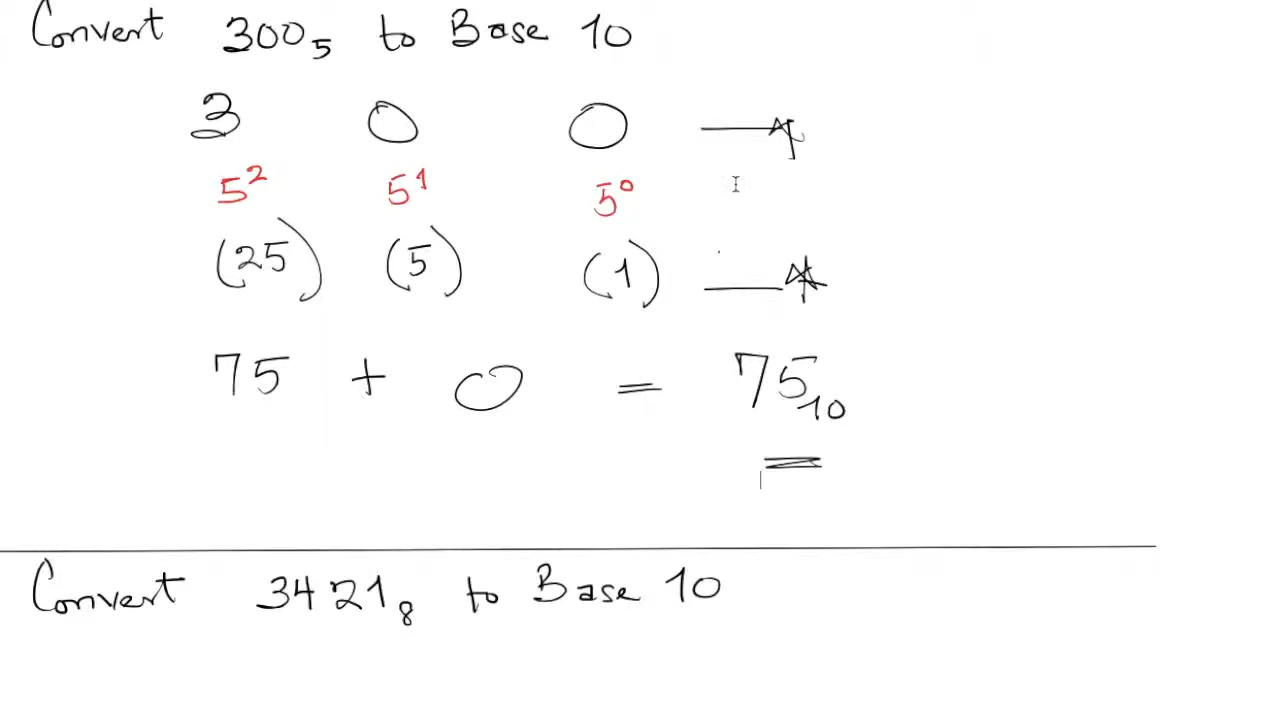 Convert 300₅ to Base 10
3 0 0
5² 5¹ 5⁰
(25) (5) (1)
75 + 0 = 75₁₀
Convert 3421₈ to Base 10